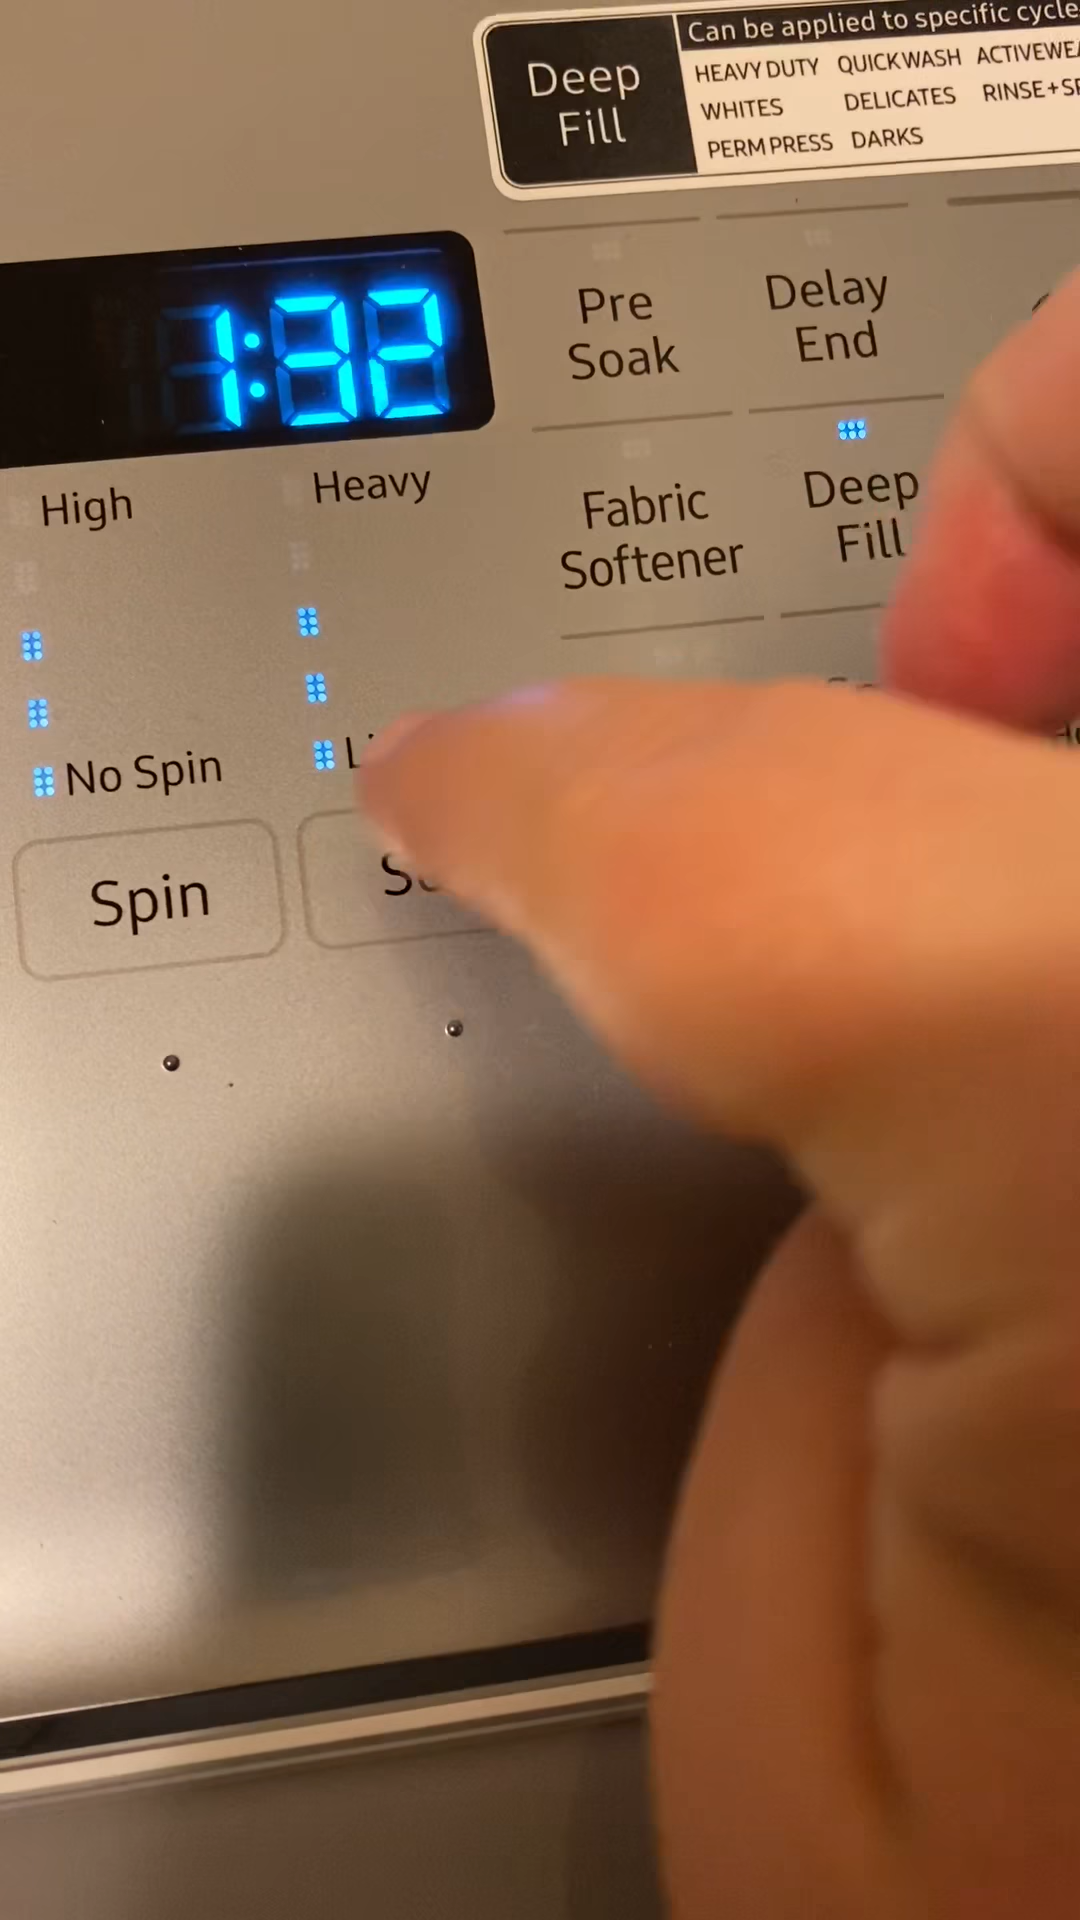 Can be applied to specific cycle
Deep
Fill
HEAVY DUTY QUICK WASH
WHITES DELICATES
PERM PRESS DARKS
1:32
Pre
Soak
Delay
End
High
Heavy
Fabric
Softener
Deep
Fill
No Spin
Spin